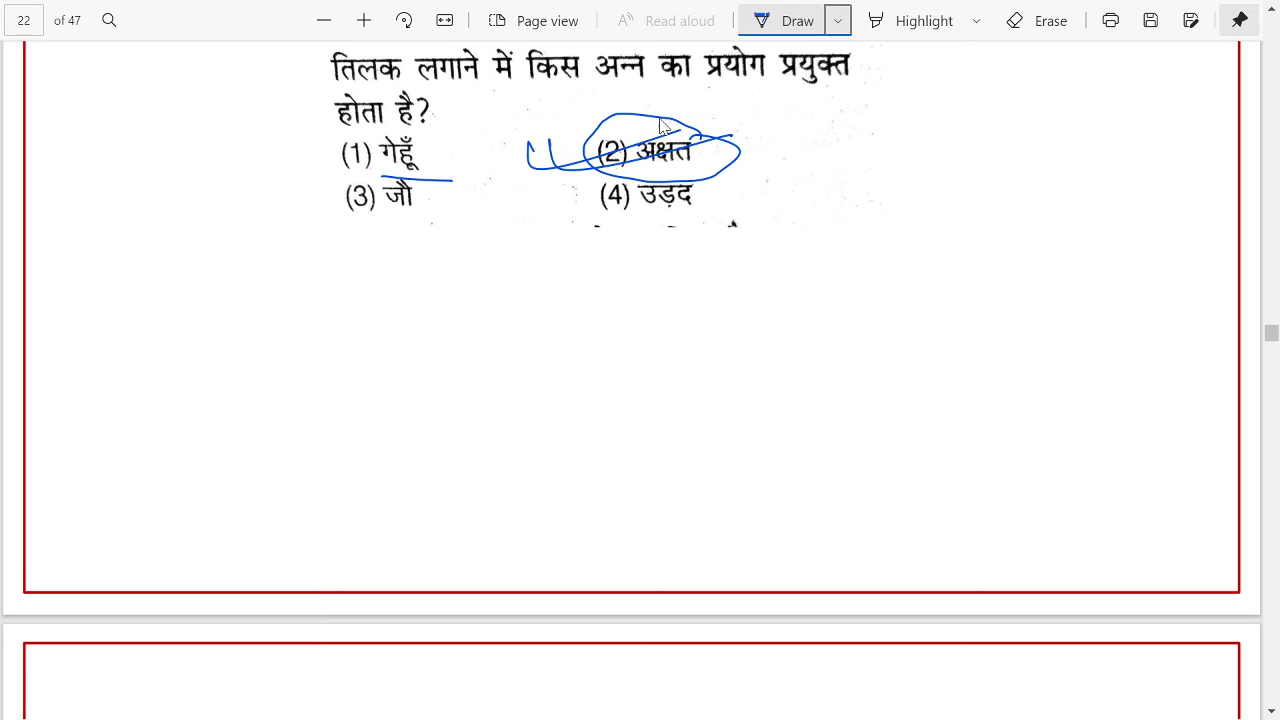 22 of 47 Page view Read aloud Draw Highlight Erase
तिलक लगाने में किस अन्न का प्रयोग प्रयुक्त
होता है?
(1) गेहूँ (2) अक्षत
(3) जौ (4) उड़द